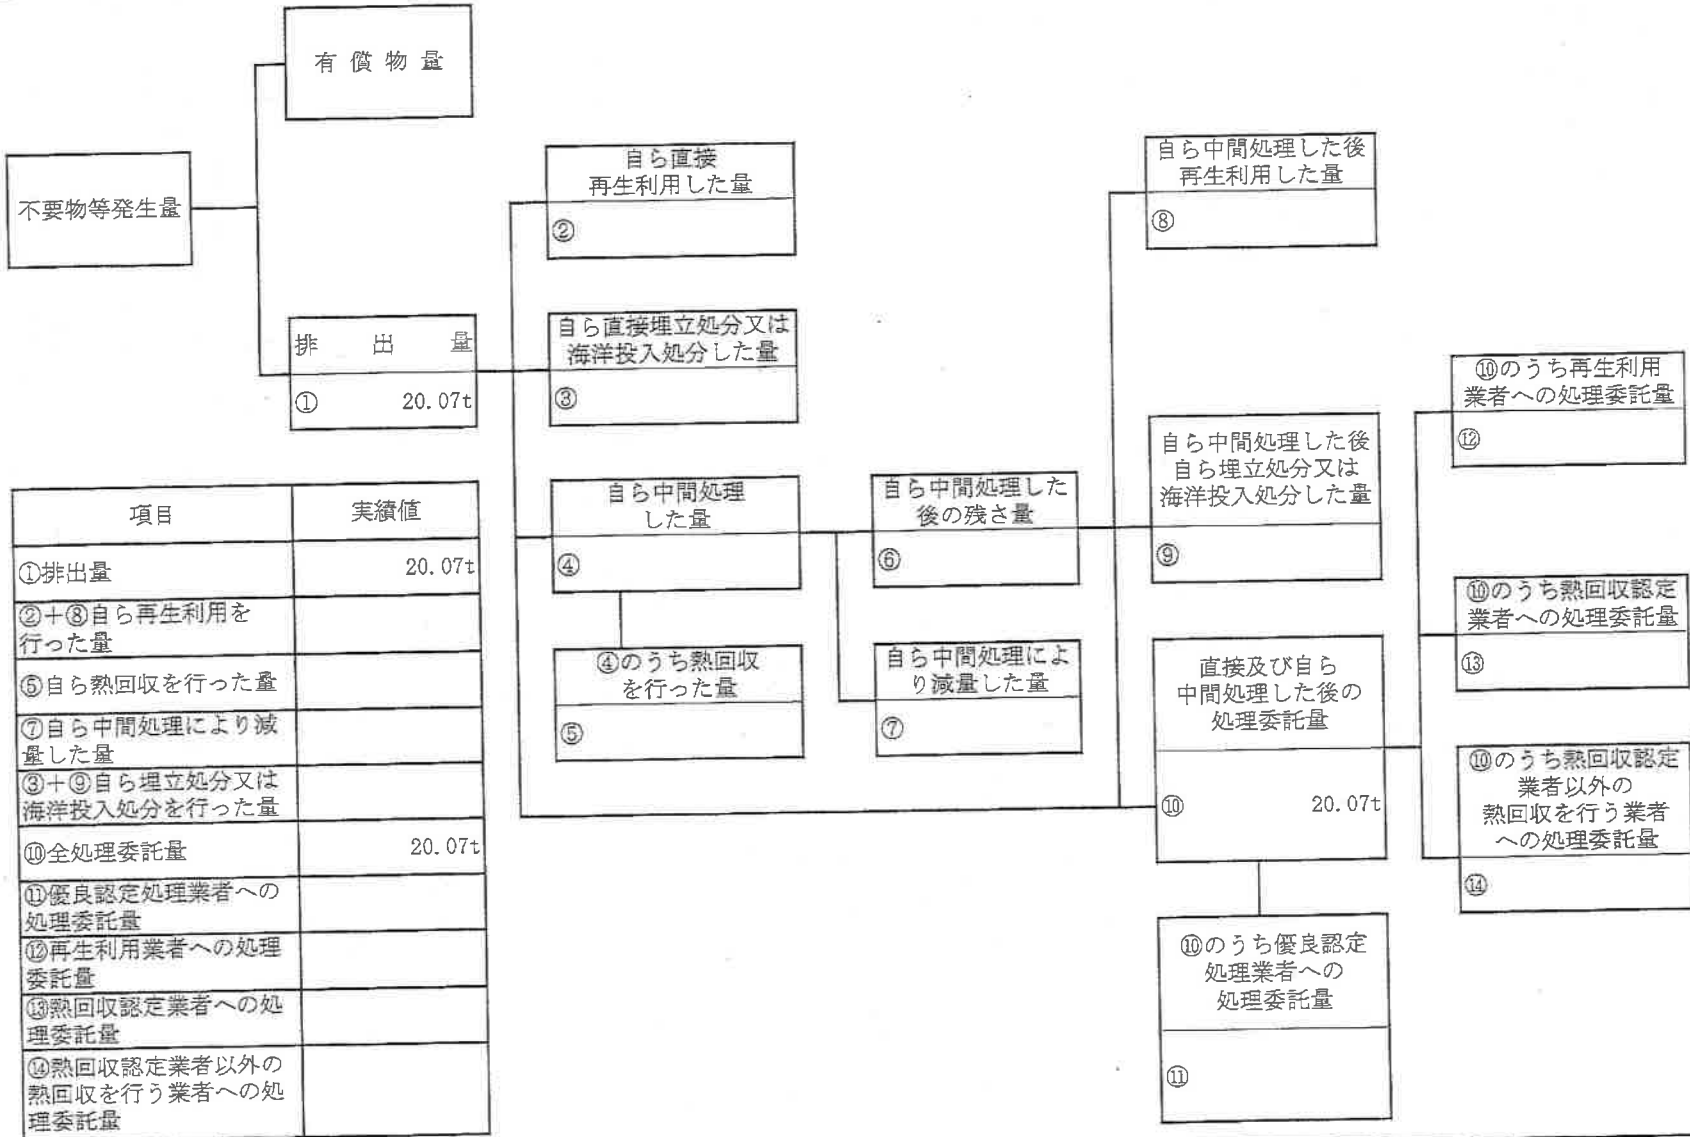 有償物量
不要物等発生量
排出量
① 20.07t
自ら直接
再生利用した量
②
自ら直接埋立処分又は
海洋投入処分した量
③
自ら中間処理
した量
④
④のうち熱回収
を行った量
⑤
自ら中間処理した
後の残さ量
⑥
自ら中間処理によ
り減量した量
⑦
自ら中間処理した後
再生利用した量
⑧
自ら中間処理した後
自ら埋立処分又は
海洋投入処分した量
⑨
直接及び自ら
中間処理した後の
処理委託量
⑩ 20.07t
⑩のうち優良認定
処理業者への
処理委託量
⑪
⑩のうち再生利用
業者への処理委託量
⑫
⑩のうち熱回収認定
業者への処理委託量
⑬
⑩のうち熱回収認定
業者以外の
熱回収を行う業者
への処理委託量
⑭
項目 実績値
①排出量 20.07t
②+⑧自ら再生利用を
行った量
⑤自ら熱回収を行った量
⑦自ら中間処理により減
量した量
③+⑨自ら埋立処分又は
海洋投入処分を行った量
⑩全処理委託量 20.07t
⑪優良認定処理業者への
処理委託量
⑫再生利用業者への処理
委託量
⑬熱回収認定業者への処
理委託量
⑭熱回収認定業者以外の
熱回収を行う業者への処
理委託量